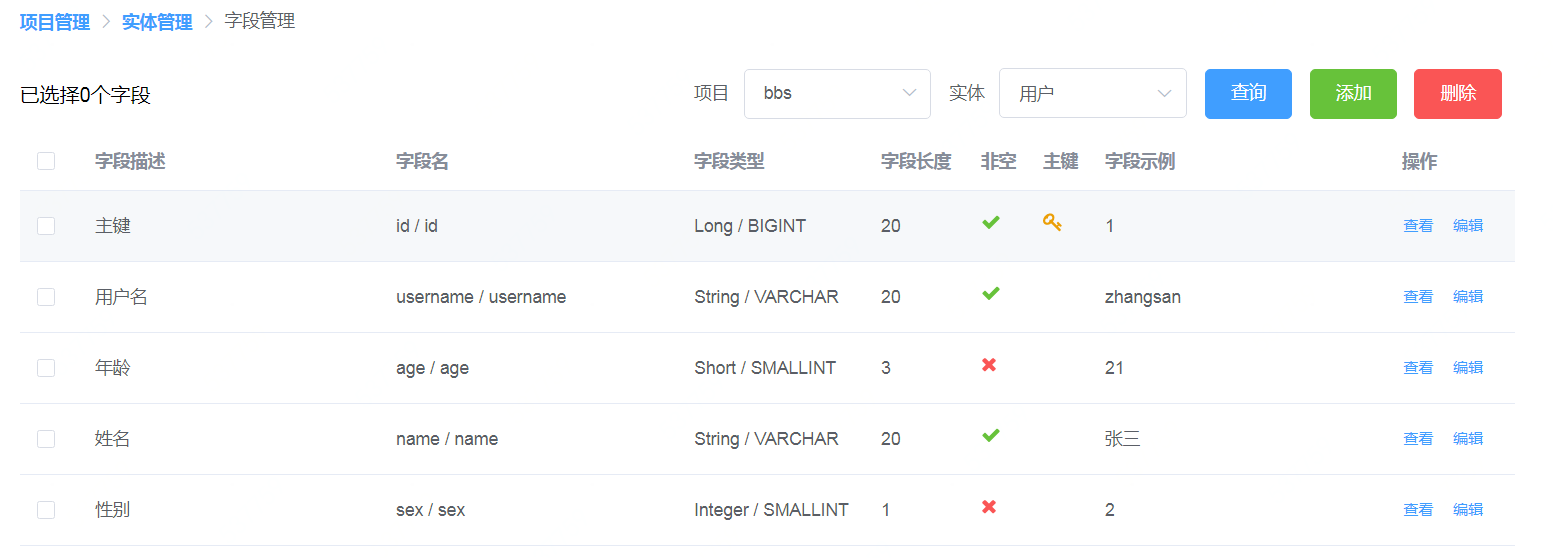 项目管理 > 实体管理 > 字段管理
已选择0个字段 项目 bbs 实体 用户 查询 添加 删除
字段描述 字段名 字段类型 字段长度 非空 主键 字段示例 操作
主键 id / id Long / BIGINT 20 1 查看 编辑
用户名 username / username String / VARCHAR 20 zhangsan 查看 编辑
年龄 age / age Short / SMALLINT 3 21 查看 编辑
姓名 name / name String / VARCHAR 20 张三 查看 编辑
性别 sex / sex Integer / SMALLINT 1 2 查看 编辑